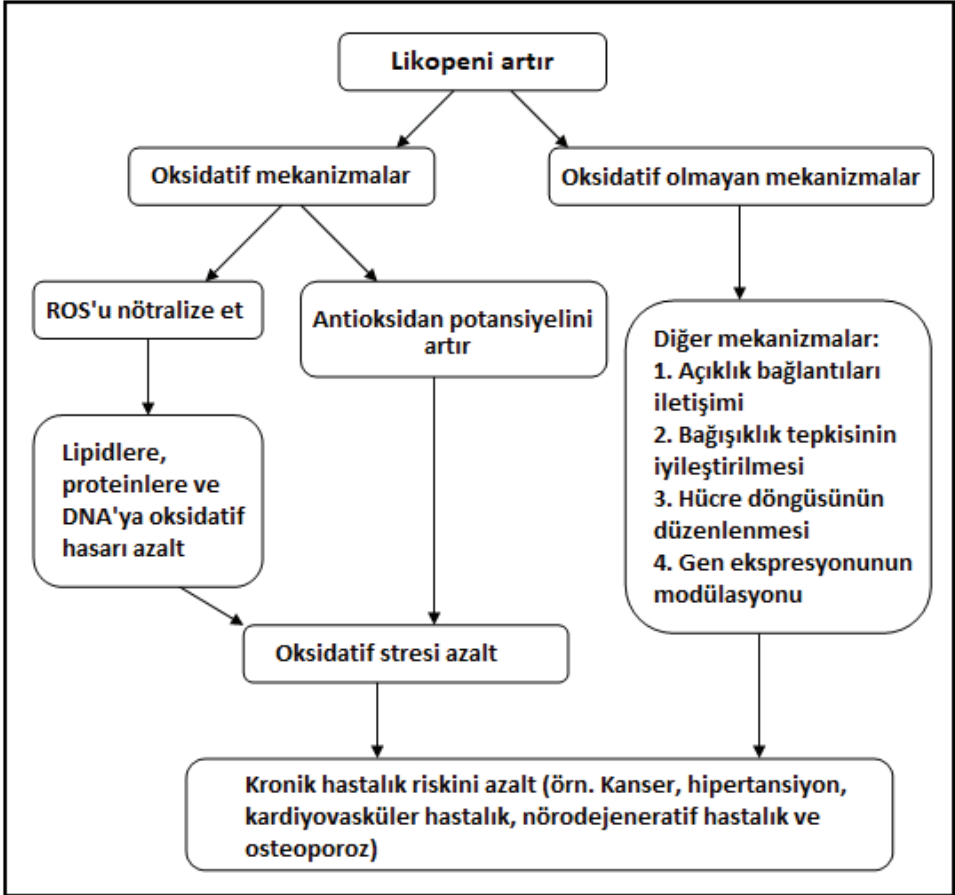 Likopeni artır
Oksidatif mekanizmalar
Oksidatif olmayan mekanizmalar
ROS'u nötralize et
Antioksidan potansiyelini
artır
Diğer mekanizmalar:
1. Açıklık bağlantıları
iletişimi
2. Bağışıklık tepkisinin
iyileştirilmesi
3. Hücre döngüsünün
düzenlenmesi
4. Gen ekspresyonunun
modülasyonu
Lipidlere,
proteinlere ve
DNA'ya oksidatif
hasarı azalt
Oksidatif stresi azalt
Kronik hastalık riskini azalt (örn. Kanser, hipertansiyon,
kardiyovasküler hastalık, nörodejeneratif hastalık ve
osteoporoz)